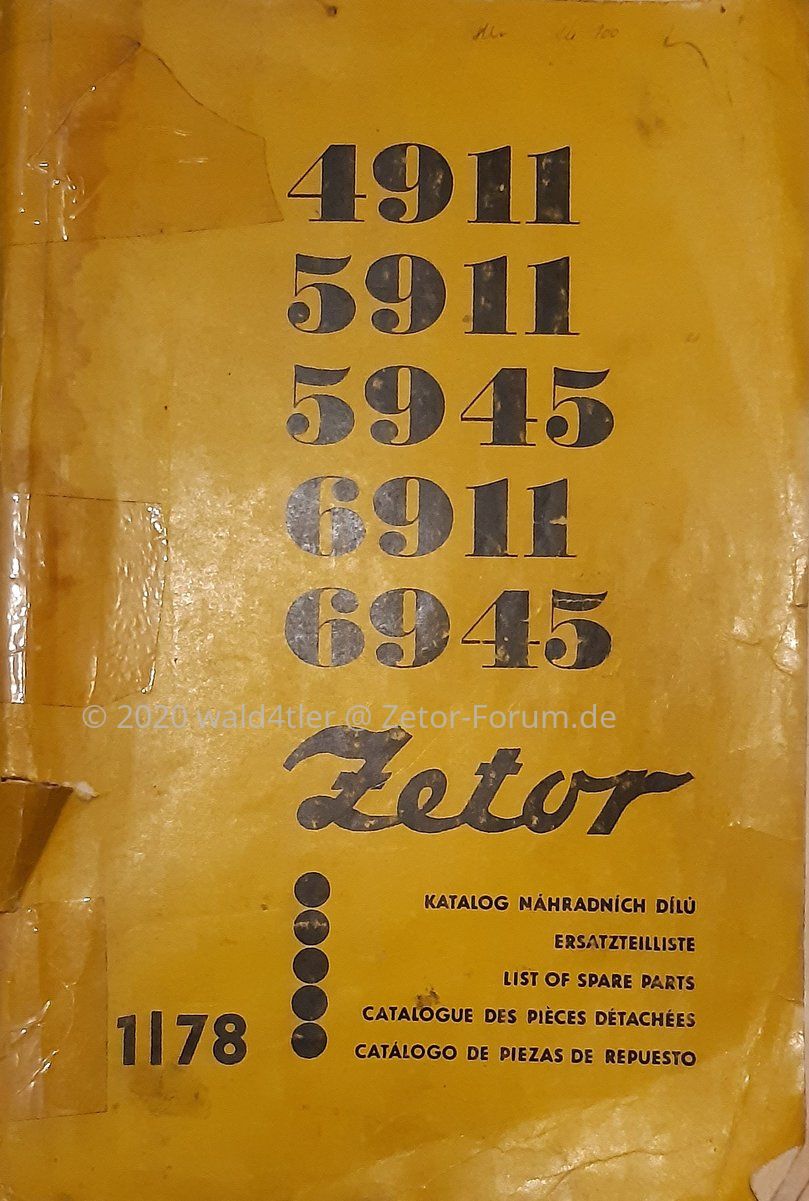 4911
5911
5945
6911
6945
© 2020 wald4tler @ Zetor-Forum.de
Zetor
KATALOG NÁHRADNÍCH DÍLŮ
ERSATZTEILLISTE
LIST OF SPARE PARTS
CATALOGUE DES PIÈCES DÉTACHÉES
CATÁLOGO DE PIEZAS DE REPUESTO
1|78